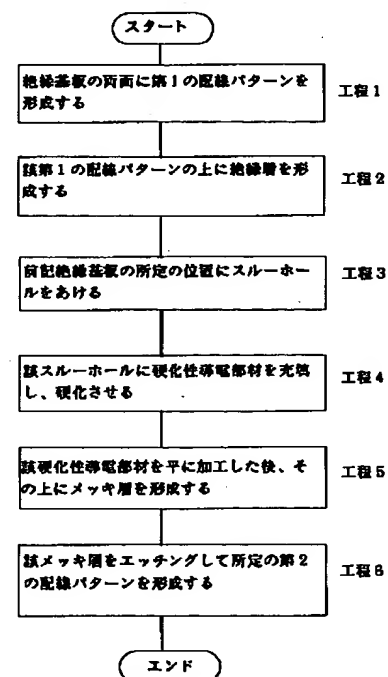 スタート
絶縁基板の両面に第1の配線パターンを
形成する
工程1
該第1の配線パターンの上に絶縁層を形
成する
工程2
前記絶縁基板の所定の位置にスルーホー
ルをあける
工程3
該スルーホールに硬化性導電部材を充填
し、硬化させる
工程4
該硬化性導電部材を平に加工した後、そ
の上にメッキ層を形成する
工程5
該メッキ層をエッチングして所定の第2
の配線パターンを形成する
工程6
エンド